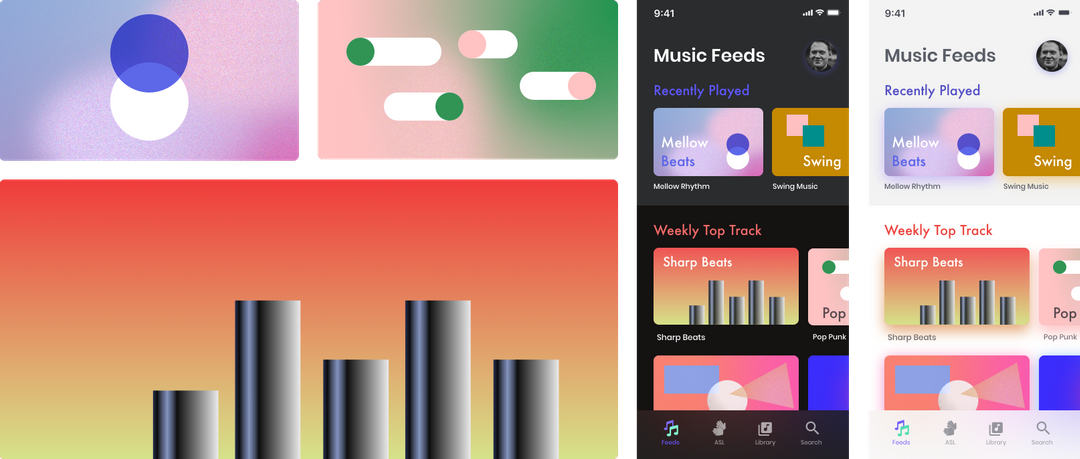 9:41
Music Feeds
Recently Played
Mellow
Beats
Swing
Mellow Rhythm
Swing Music
Weekly Top Track
Sharp Beats
Pop
Sharp Beats
Pop Punk
Feeds
ASL
Library
Search
9:41
Music Feeds
Recently Played
Mellow
Beats
Swing
Mellow Rhythm
Swing Music
Weekly Top Track
Sharp Beats
Pop
Sharp Beats
Pop Punk
Feeds
ASL
Library
Search